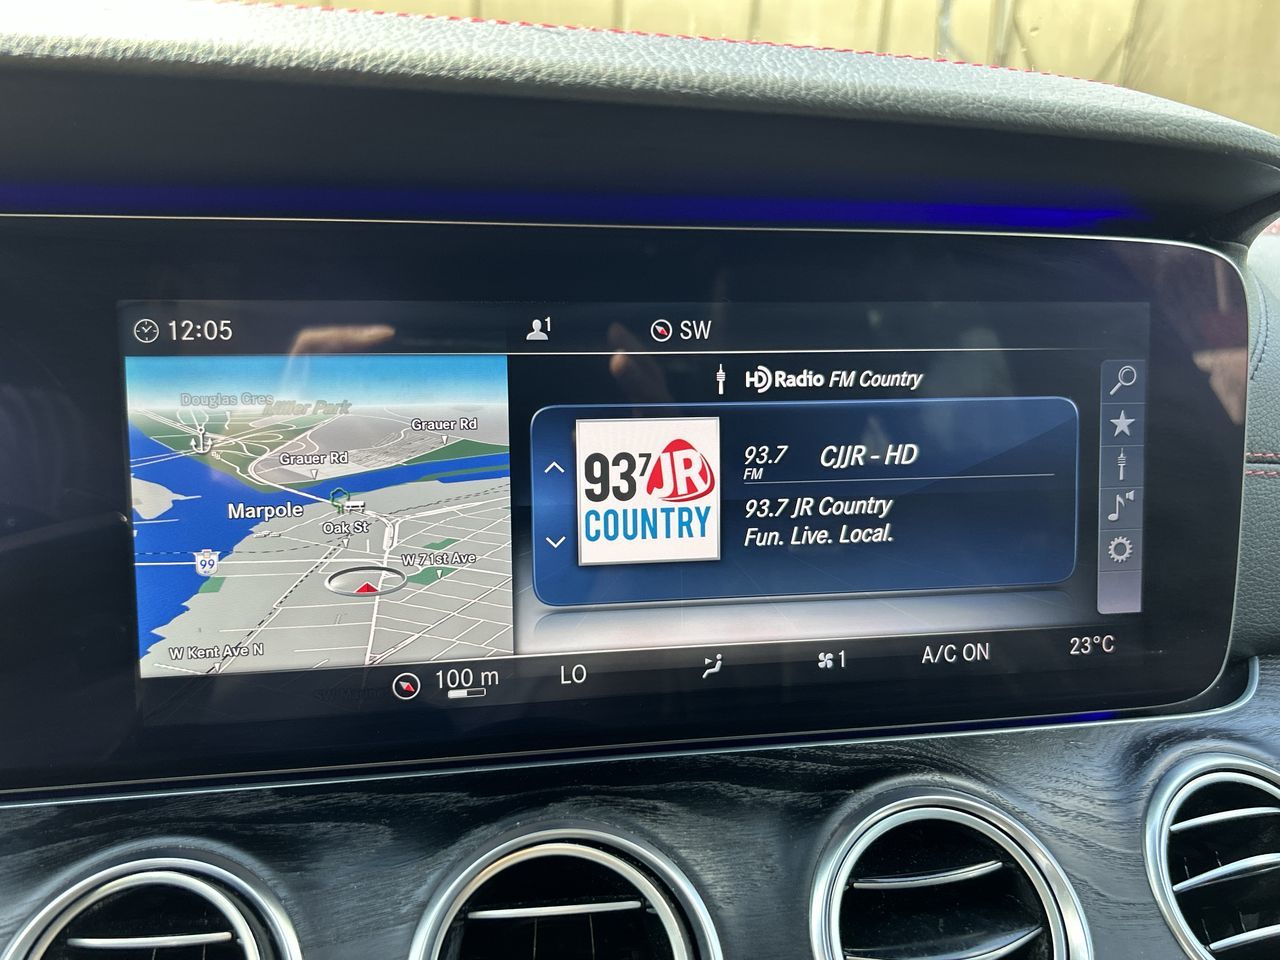 12:05
1
SW
Douglas Cres
Miller Park
Grauer Rd
Grauer Rd
Marpole
Oak St
99
W 71st Ave
W Kent Ave N
HD Radio FM Country
93.7 JR
COUNTRY
93.7 CJJR - HD
FM
93.7 JR Country
Fun. Live. Local.
100 m
LO
1
A/C ON
23°C